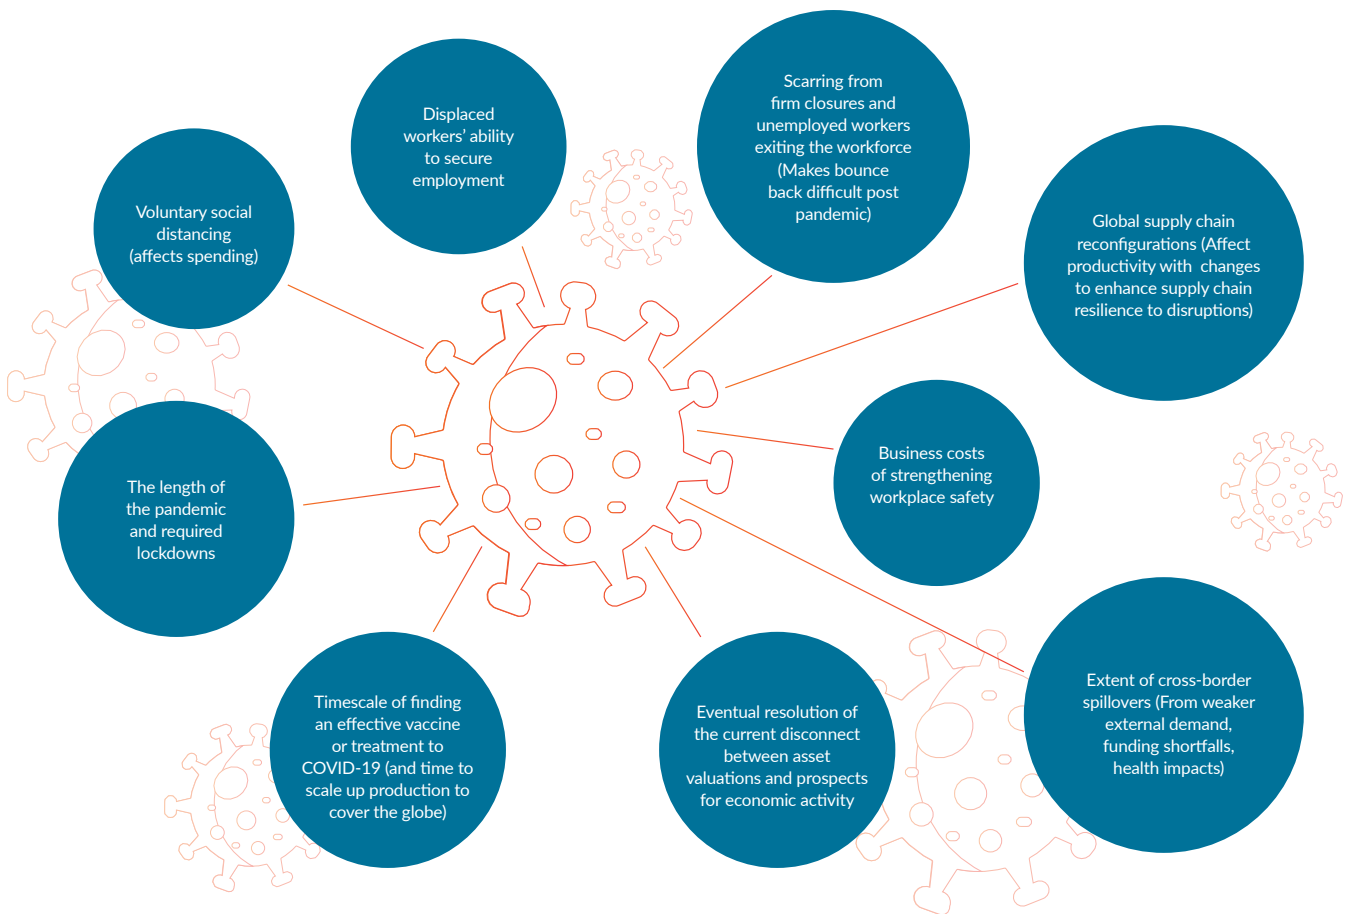 Scarring from
firm closures and
unemployed workers
exiting the workforce
(Makes bounce
back difficult post
pandemic)
Displaced
workers' ability
to secure
employment
Voluntary social
distancing
(affects spending)
Global supply chain
reconfigurations (Affect
productivity with changes
to enhance supply chain
resilience to disruptions)
Business costs
of strengthening
workplace safety
The length of
the pandemic
and required
lockdowns
Extent of cross-border
spillovers (From weaker
external demand,
funding shortfalls,
health impacts)
Timescale of finding
an effective vaccine
or treatment to
COVID-19 (and time to
scale up production to
cover the globe)
Eventual resolution of
the current disconnect
between asset
valuations and prospects
for economic activity